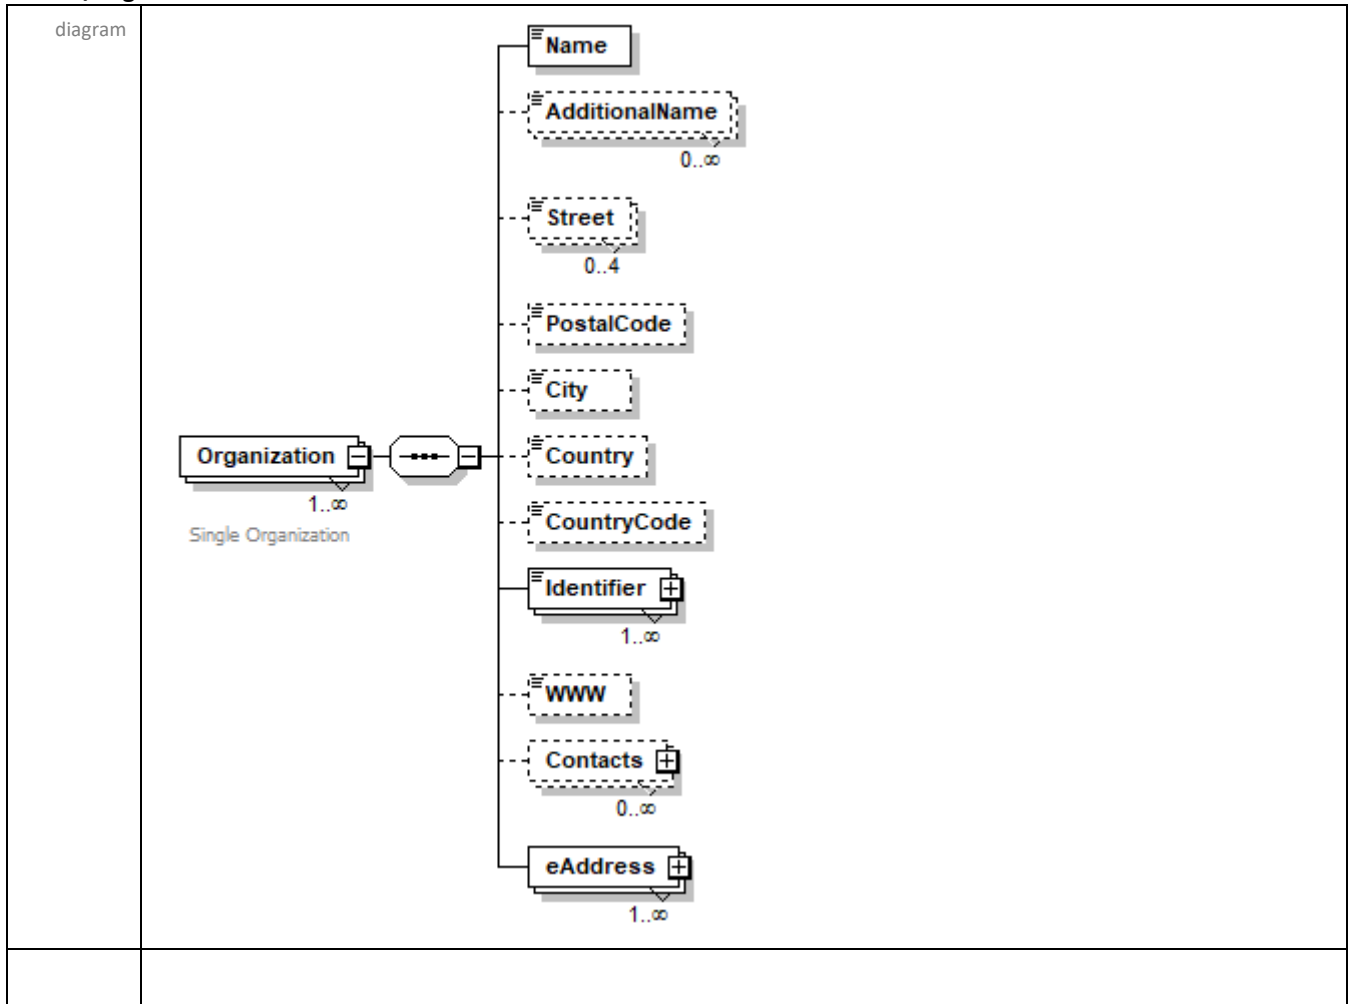 diagram
Name
AdditionalName
0..∞
Street
0..4
PostalCode
City
Organization
1..∞
Single Organization
Country
CountryCode
Identifier
1..∞
WWW
Contacts
0..∞
eAddress
1..∞